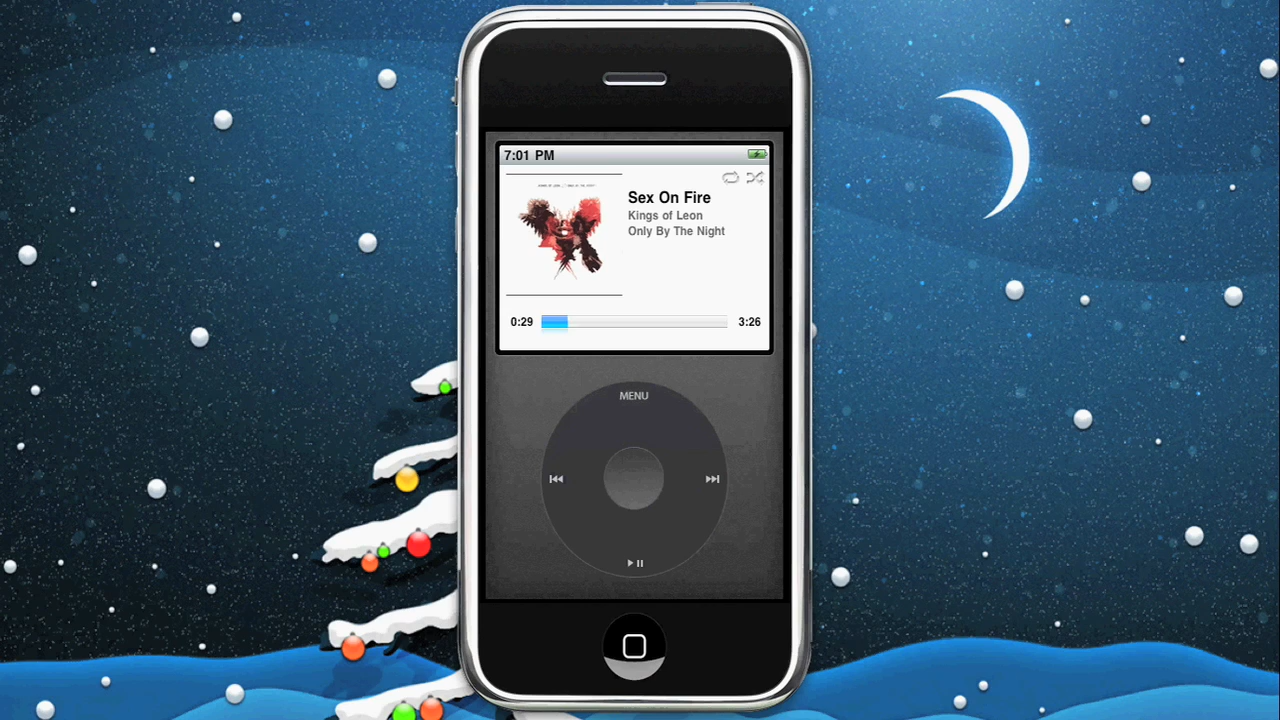 7:01 PM
Sex On Fire
Kings of Leon
Only By The Night
0:29
3:26
MENU